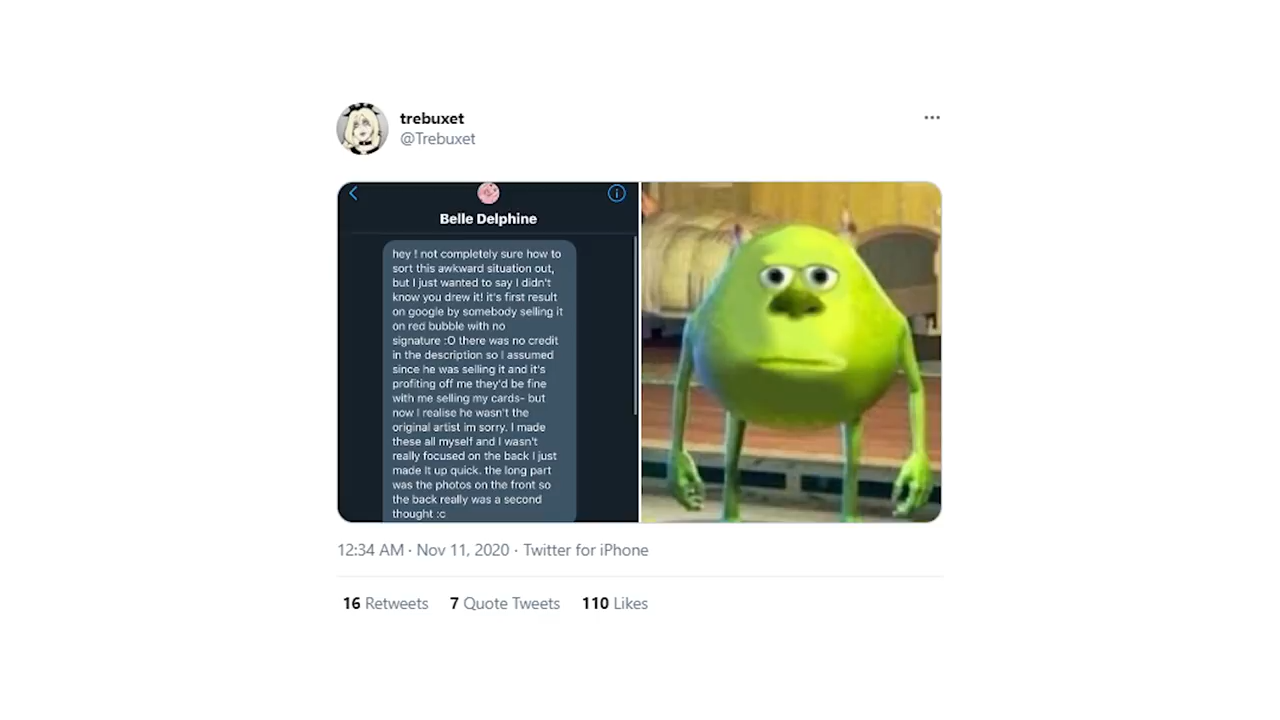 trebuxet
@Trebuxet
Belle Delphine
hey ! not completely sure how to
sort this awkward situation out,
but I just wanted to say I didn't
know you drew it! it's first result
on google by somebody selling it
on red bubble with no
signature :O there was no credit
in the description so I assumed
since he was selling it and it's
profiting off me they'd be fine
with me selling my cards- but
now I realise he wasn't the
original artist im sorry. I made
these all myself and I wasn't
really focused on the back I just
made It up quick. the long part
was the photos on the front so
the back really was a second
thought :c
12:34 AM · Nov 11, 2020 · Twitter for iPhone
16 Retweets 7 Quote Tweets 110 Likes